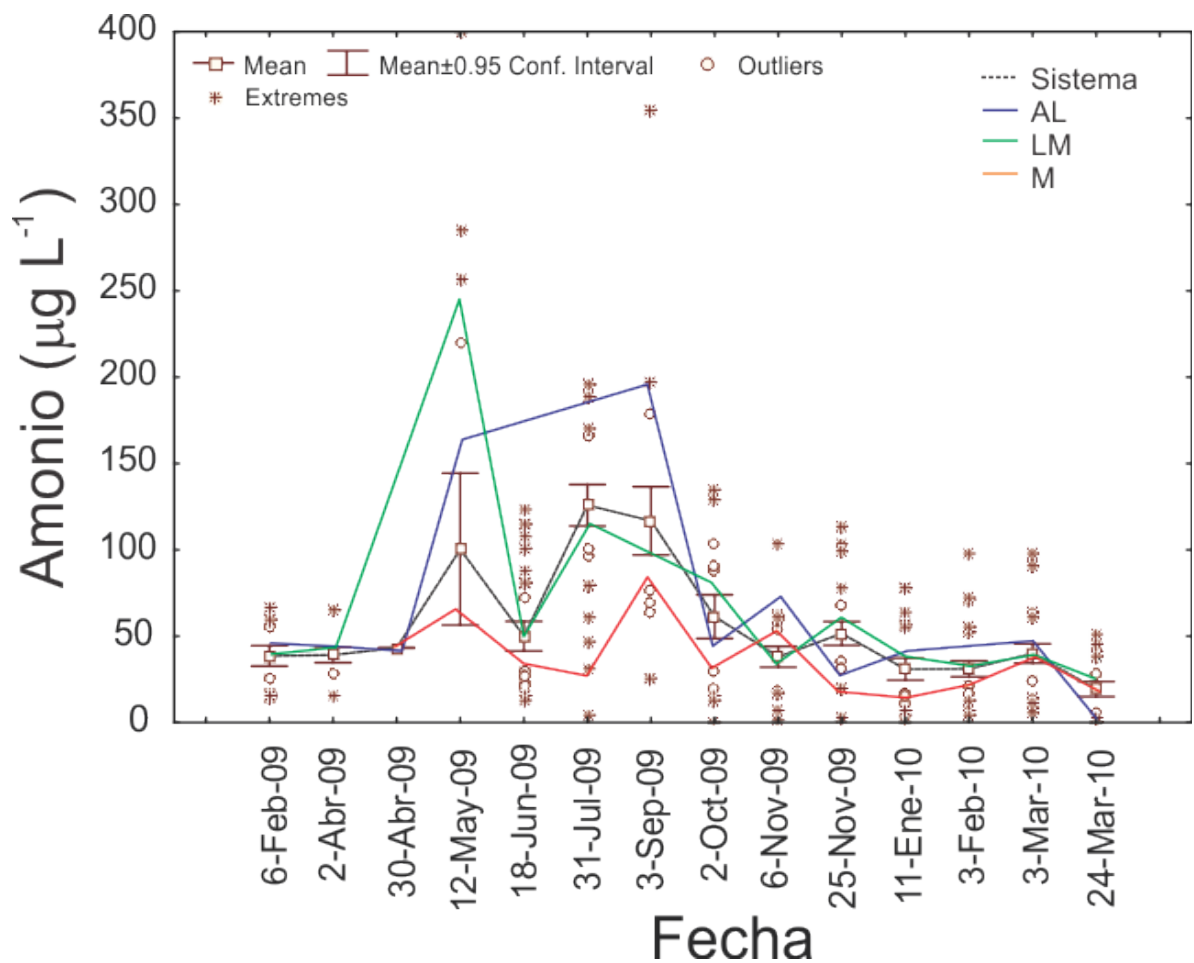 Amonio (µg L⁻¹)
400
350
300
250
200
150
100
50
0
Mean
Mean±0.95 Conf. Interval
Outliers
Extremes
Sistema
AL
LM
M
6-Feb-09
2-Abr-09
30-Abr-09
12-May-09
18-Jun-09
31-Jul-09
3-Sep-09
2-Oct-09
6-Nov-09
25-Nov-09
11-Ene-10
3-Feb-10
3-Mar-10
24-Mar-10
Fecha